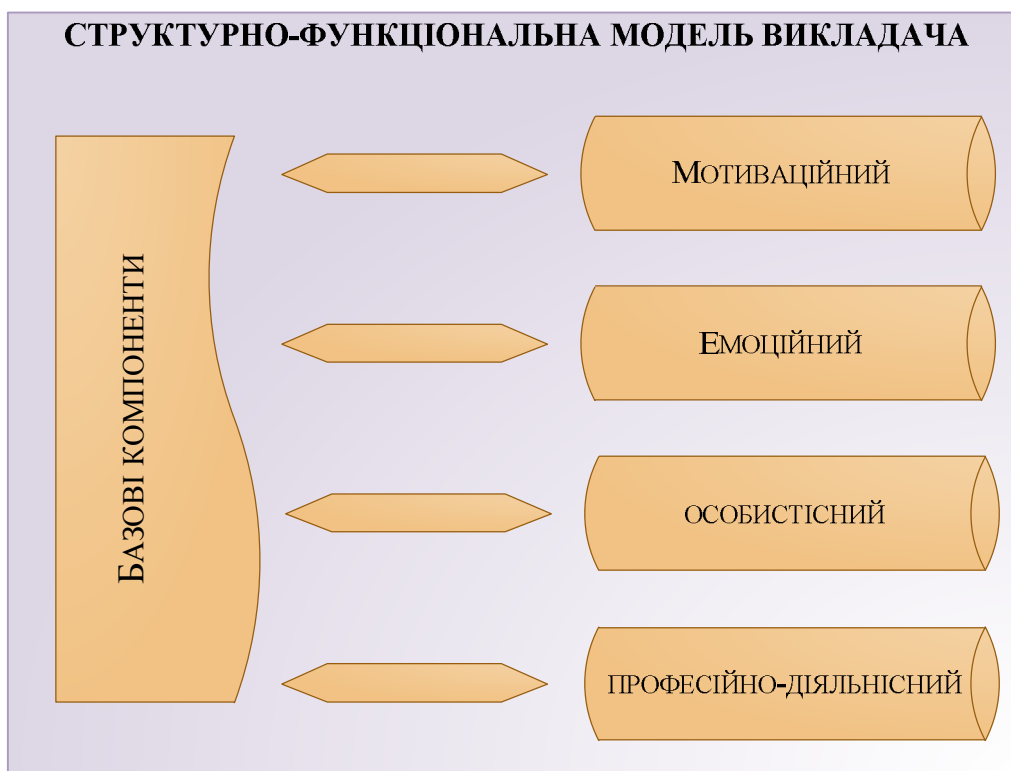 СТРУКТУРНО-ФУНКЦІОНАЛЬНА МОДЕЛЬ ВИКЛАДАЧА
БАЗОВІ КОМПОНЕНТИ
МОТИВАЦІЙНИЙ
ЕМОЦІЙНИЙ
ОСОБИСТІСНИЙ
ПРОФЕСІЙНО-ДІЯЛЬНІСНИЙ